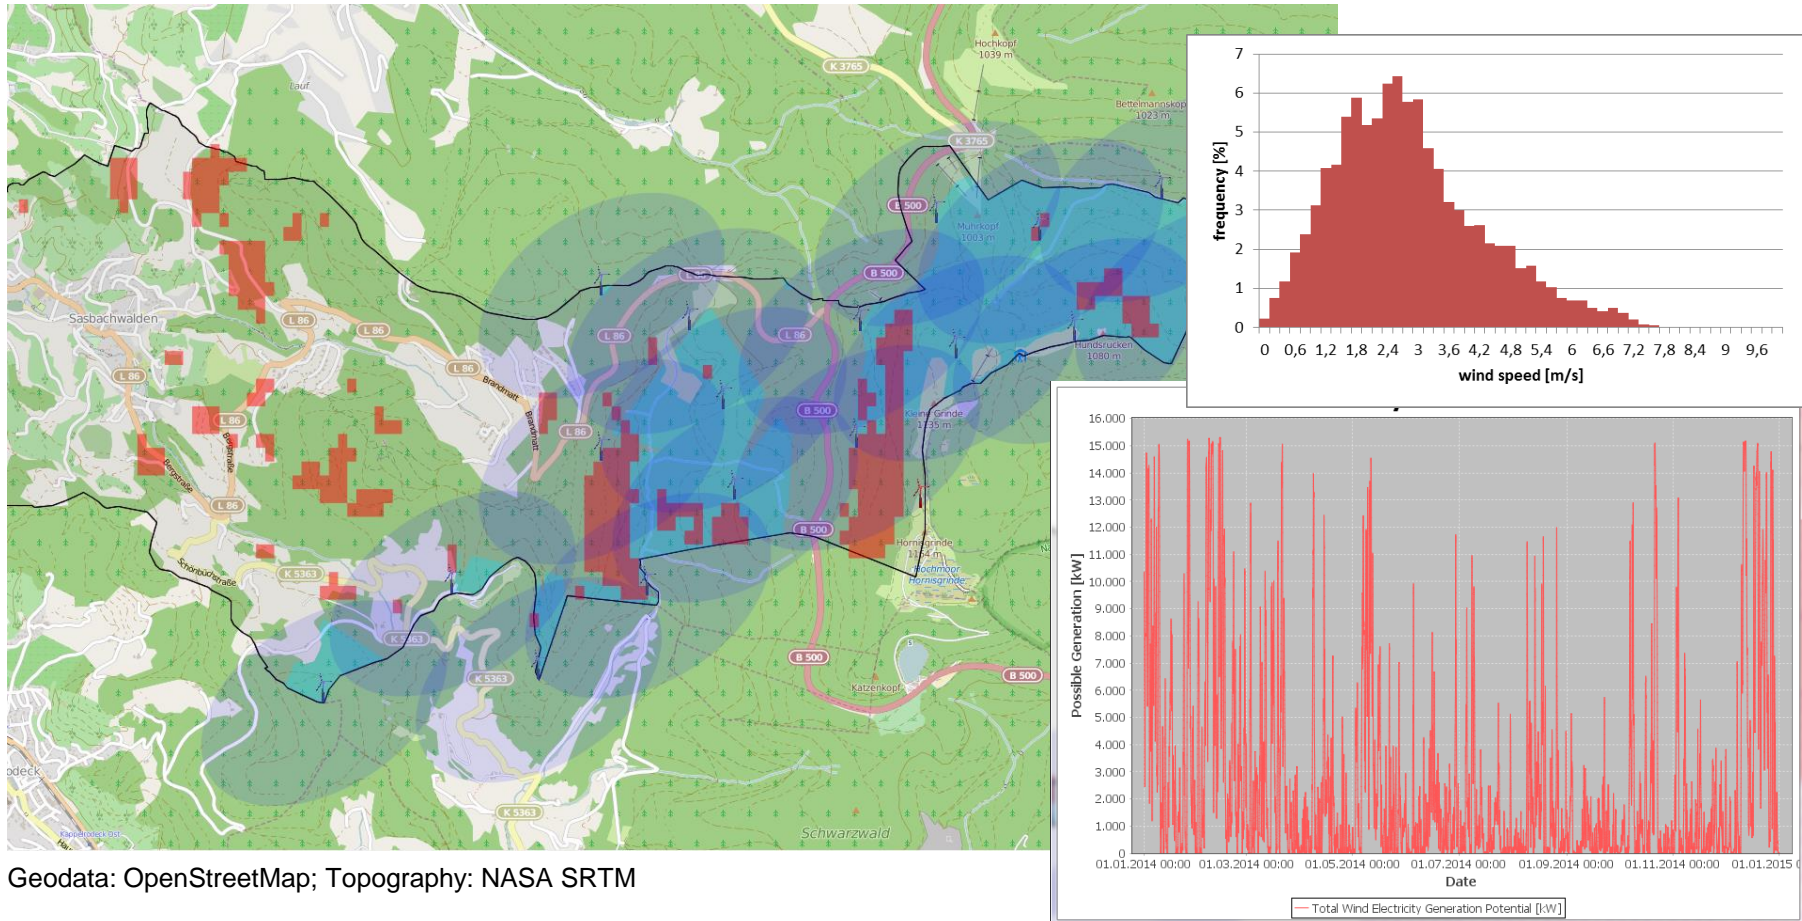 Hochkopf
1039 m
K 3765
Lauf
Bettelmannskopf
1023 m
K 3765
B 500
Muhrkopf
1003 m
B 500
L 86
Sasbachwalden
L 86
L 86
L 86
L 86
Hundsrücken
1080 m
L 86
L 86
Brandmatt
Brandmatt
B 500
Kleine Grinde
1135 m
L 86
L 86
Bergstraße
Bergstraße
L 86
B 500
Hornisgrinde
1164 m
Hochmoor
Hornisgrinde
Schönbüchstraße
K 5363
K 5363
B 500
K 5363
Katzenkopf
B 500
K 5363
Kappelrodeck Ost
odeck
Schwarzwald
Geodata: OpenStreetMap; Topography: NASA SRTM
7
6
5
4
3
2
1
0
frequency [%]
0 0,6 1,2 1,8 2,4 3 3,6 4,2 4,8 5,4 6 6,6 7,2 7,8 8,4 9 9,6
wind speed [m/s]
16.000
15.000
14.000
13.000
12.000
11.000
10.000
9.000
8.000
7.000
6.000
5.000
4.000
3.000
2.000
1.000
0
Possible Generation [kW]
01.01.2014 00:00 01.03.2014 00:00 01.05.2014 00:00 01.07.2014 00:00 01.09.2014 00:00 01.11.2014 00:00 01.01.2015
Date
Total Wind Electricity Generation Potential [kW]